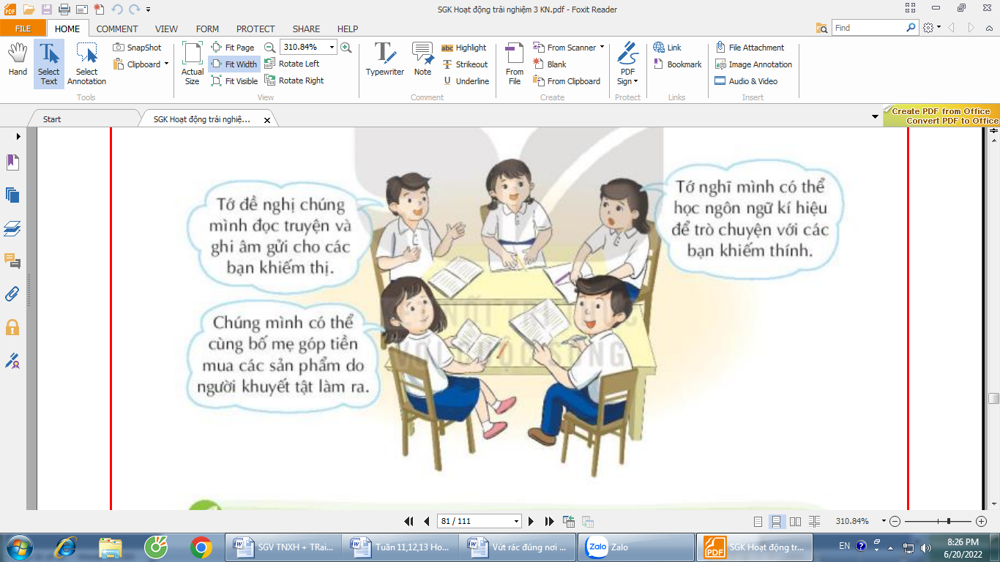 SGK Hoạt động trải nghiệm 3 KN.pdf - Foxit Reader
FILE HOME COMMENT VIEW FORM PROTECT SHARE HELP
Find
Hand
Select Text
Select Annotation
SnapShot
Clipboard
Tools
Actual Size
Fit Page
Fit Width
Fit Visible
310.84%
Rotate Left
Rotate Right
View
Typewriter
Note
Highlight
Strikeout
Underline
Comment
From File
From Scanner
Blank
From Clipboard
Create
PDF Sign
Protect
Link
Bookmark
Links
File Attachment
Image Annotation
Audio & Video
Insert
Start
SGK Hoạt động trải nghiệ...
Create PDF from Office
Convert PDF to Office
Tớ đề nghị chúng
mình đọc truyện và
ghi âm gửi cho các
bạn khiếm thị.
Tớ nghĩ mình có thể
học ngôn ngữ kí hiệu
để trò chuyện với các
bạn khiếm thính.
Chúng mình có thể
cùng bố mẹ góp tiền
mua các sản phẩm do
người khuyết tật làm ra.
81 / 111
310.84%
SGV TNXH + TRai...
Tuần 11,12,13 Ho...
Vứt rác đúng nơi ...
Zalo
SGK Hoạt động tr...
EN
8:26 PM
6/20/2022